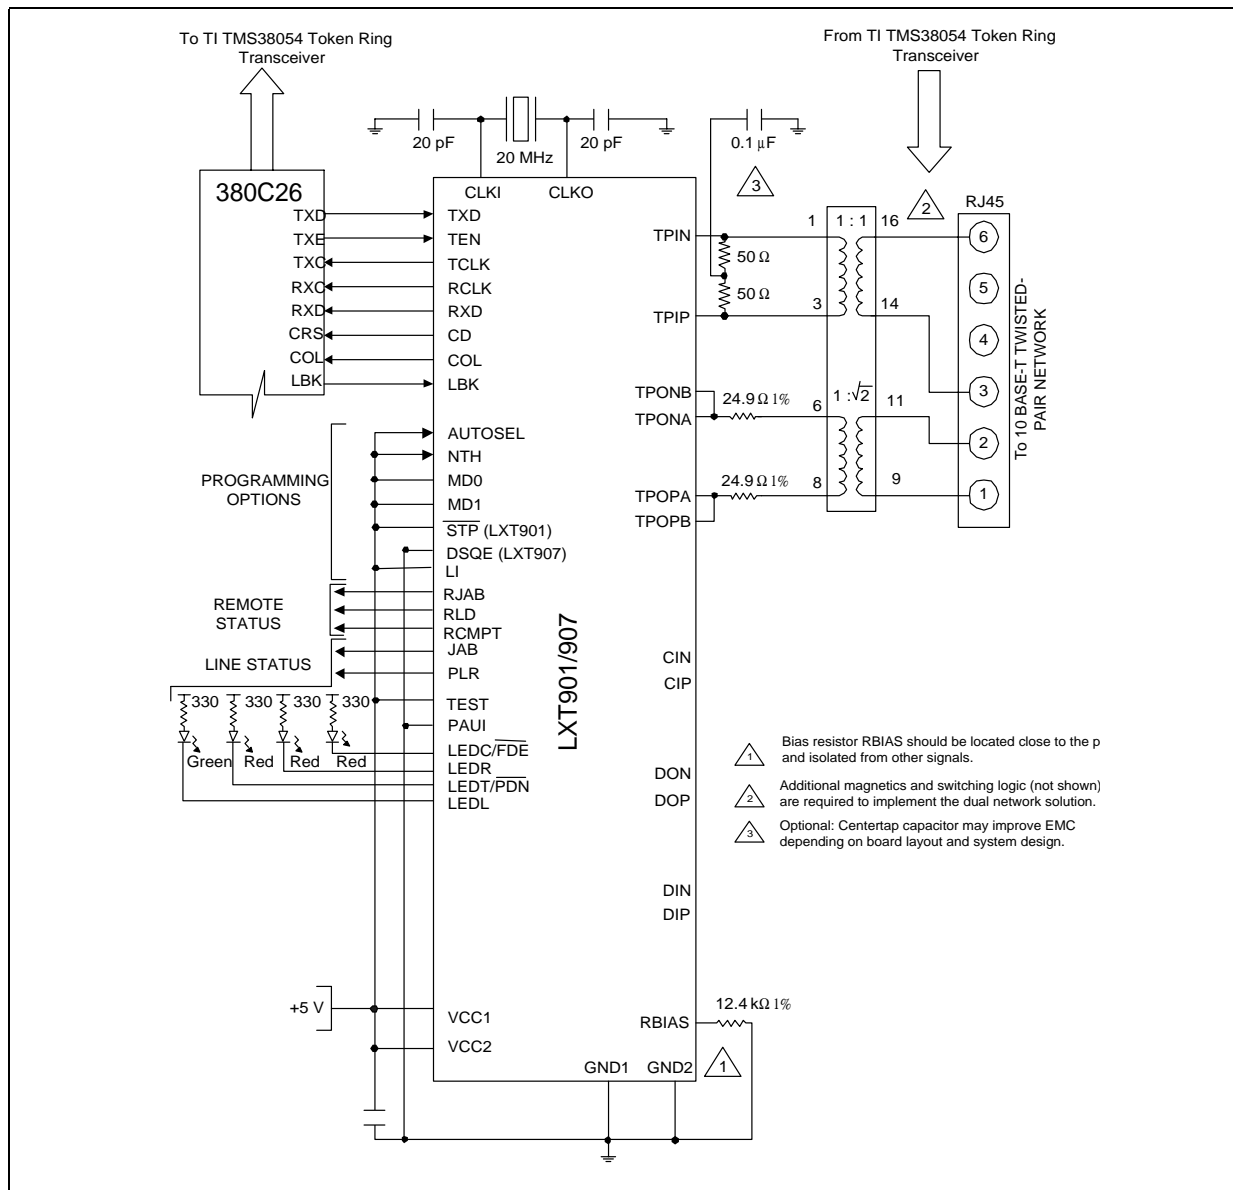 To TI TMS38054 Token Ring
Transceiver
From TI TMS38054 Token Ring
Transceiver
20 pF
20 MHz
20 pF
0.1 µF
3
2
380C26
TXD
TXE
TXC
RXC
RXD
CRS
COL
LBK
CLKI
CLKO
TXD
TEN
TCLK
RCLK
RXD
CD
COL
LBK
AUTOSEL
NTH
MD0
MD1
STP (LXT901)
DSQE (LXT907)
LI
RJAB
RLD
RCMPT
JAB
PLR
TEST
PAUI
LEDC/FDE
LEDR
LEDT/PDN
LEDL
VCC1
VCC2
PROGRAMMING
OPTIONS
REMOTE
STATUS
LINE STATUS
330
330
330
330
Green
Red
Red
Red
+5 V
LXT901/907
TPIN
TPIP
TPONB
TPONA
TPOPA
TPOPB
CIN
CIP
DON
DOP
DIN
DIP
RBIAS
GND1
GND2
50 Ω
50 Ω
24.9 Ω 1%
24.9 Ω 1%
12.4 kΩ 1%
1
1
1 : 1
16
3
14
6
1 :√2
11
8
9
RJ45
6
5
4
3
2
1
To 10 BASE-T TWISTED-
PAIR NETWORK
1
Bias resistor RBIAS should be located close to the p
and isolated from other signals.
2
Additional magnetics and switching logic (not shown)
are required to implement the dual network solution.
3
Optional: Centertap capacitor may improve EMC
depending on board layout and system design.